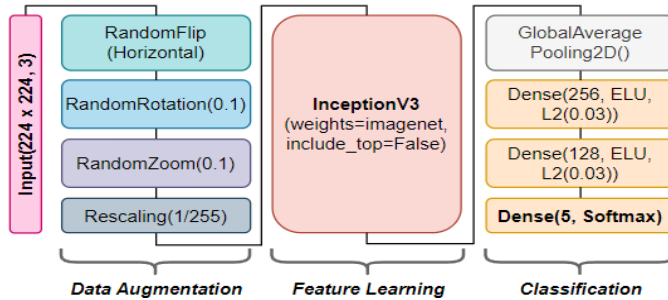 Input(224 x 224, 3)
RandomFlip
(Horizontal)
RandomRotation(0.1)
RandomZoom(0.1)
Rescaling(1/255)
Data Augmentation
InceptionV3
(weights=imagenet,
include_top=False)
Feature Learning
GlobalAverage
Pooling2D()
Dense(256, ELU,
L2(0.03))
Dense(128, ELU,
L2(0.03))
Dense(5, Softmax)
Classification